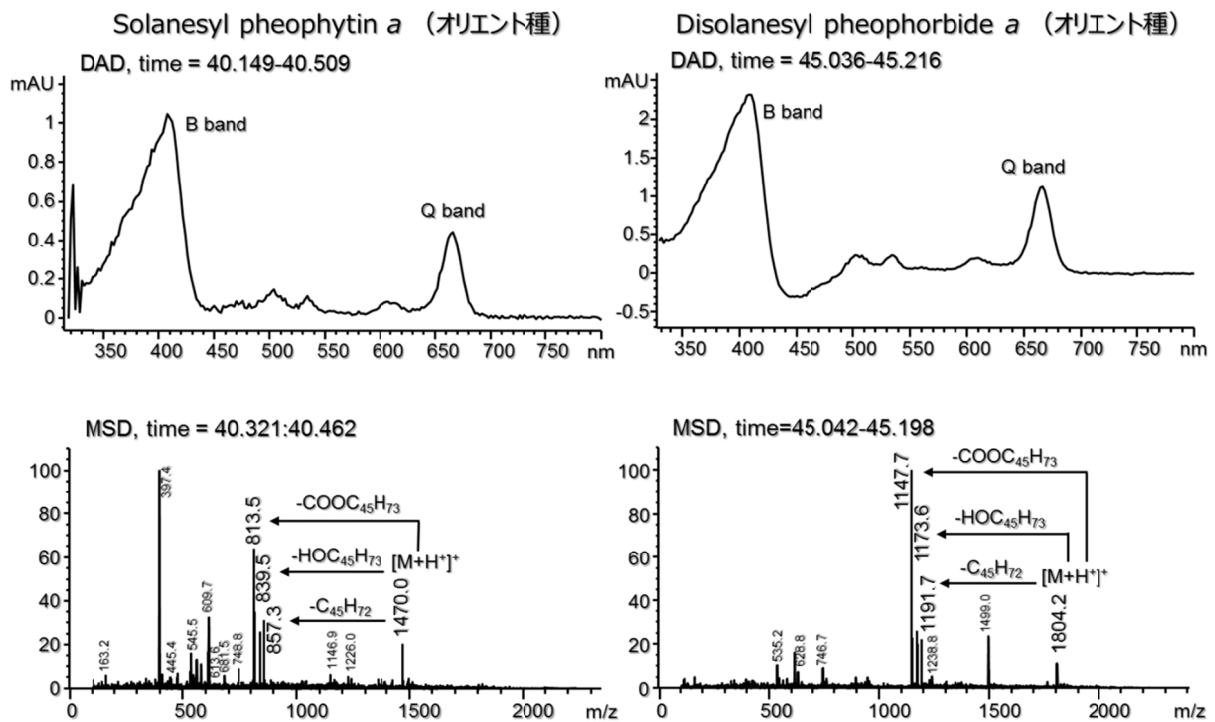 Solanesyl pheophytin a （オリエント種）
DAD, time = 40.149-40.509
mAU
1
0.8
0.6
0.4
0.2
0
B band
Q band
350 400 450 500 550 600 650 700 750 nm
Disolanesyl pheophorbide a （オリエント種）
DAD, time = 45.036-45.216
mAU
2
1.5
1
0.5
0
-0.5
B band
Q band
350 400 450 500 550 600 650 700 750 nm
MSD, time = 40.321:40.462
100
80
60
40
20
0
163.2
397.4
445.4
545.5
609.7
613.6
681.5
748.8
813.5
839.5
857.3
1146.9
1226.0
1470.0
-COOC₄₅H₇₃
-HOC₄₅H₇₃
-C₄₅H₇₂
[M+H⁺]⁺
0 500 1000 1500 2000 m/z
MSD, time=45.042-45.198
100
80
60
40
20
0
535.2
628.8
746.7
1147.7
1173.6
1191.7
1238.8
1499.0
1804.2
-COOC₄₅H₇₃
-HOC₄₅H₇₃
-C₄₅H₇₂
[M+H⁺]⁺
0 500 1000 1500 2000 m/z